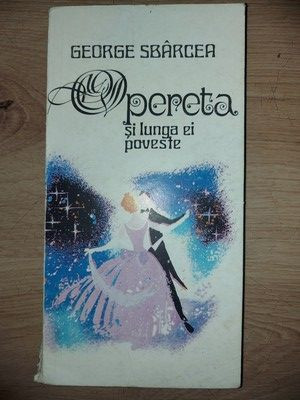 GEORGE SBÂRCEA
Opereta
și lunga ei
poveste